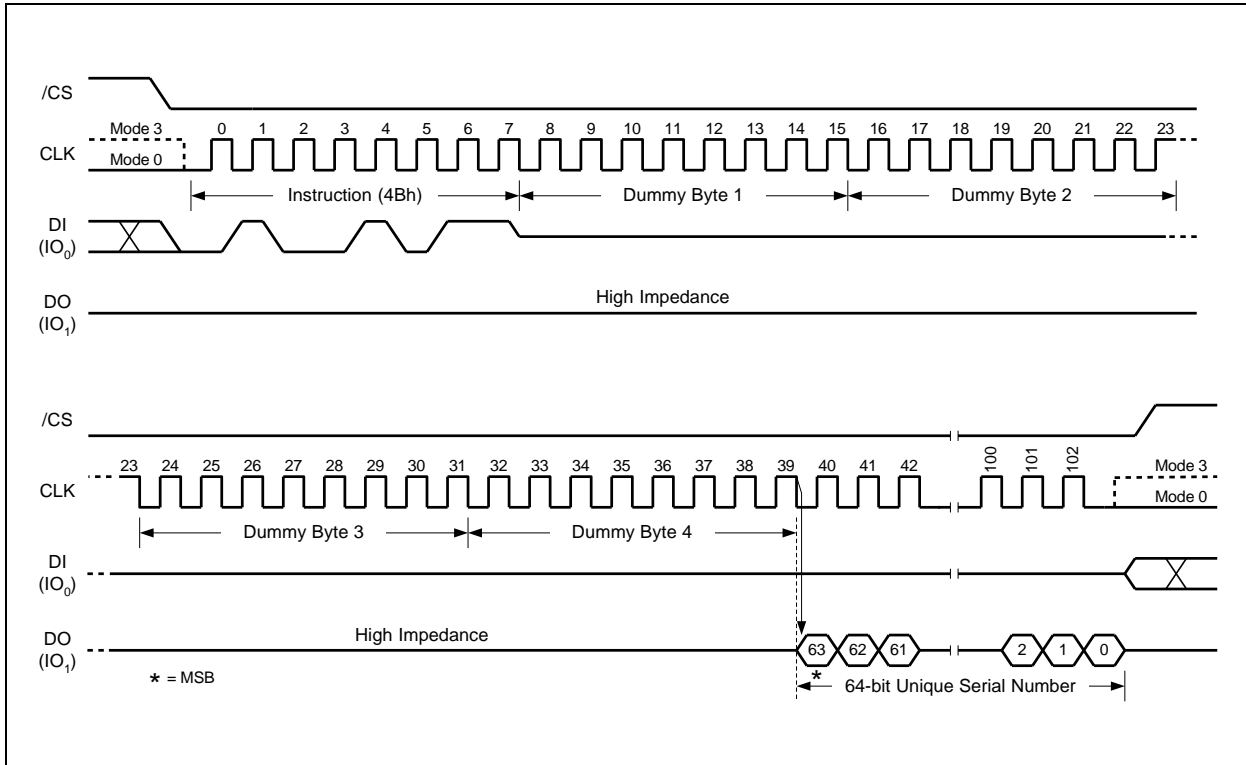 /CS
Mode 3 0 1 2 3 4 5 6 7 8 9 10 11 12 13 14 15 16 17 18 19 20 21 22 23
CLK Mode 0
Instruction (4Bh) Dummy Byte 1 Dummy Byte 2
DI
(IO0)
High Impedance
DO
(IO1)
/CS
23 24 25 26 27 28 29 30 31 32 33 34 35 36 37 38 39 40 41 42 100 101 102 Mode 3
CLK Mode 0
Dummy Byte 3 Dummy Byte 4
DI
(IO0)
High Impedance
DO
(IO1)
63 62 61 2 1 0
* = MSB * 64-bit Unique Serial Number